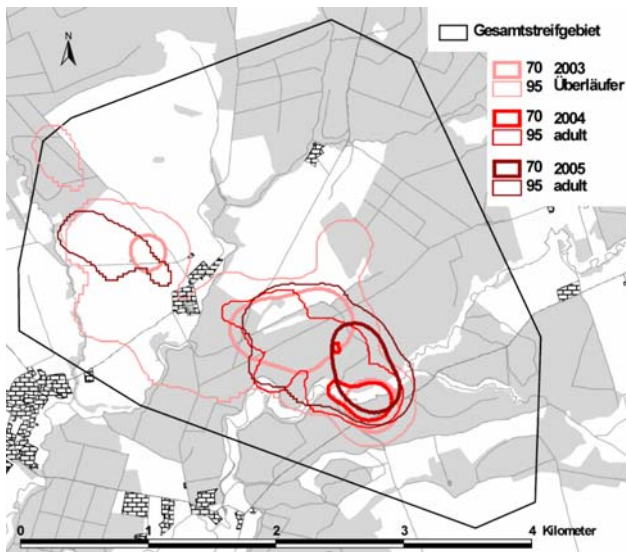 N
Gesamtstreifgebiet
70 2003
95 Überläufer
70 2004
95 adult
70 2005
95 adult
0 1 2 3 4 Kilometer